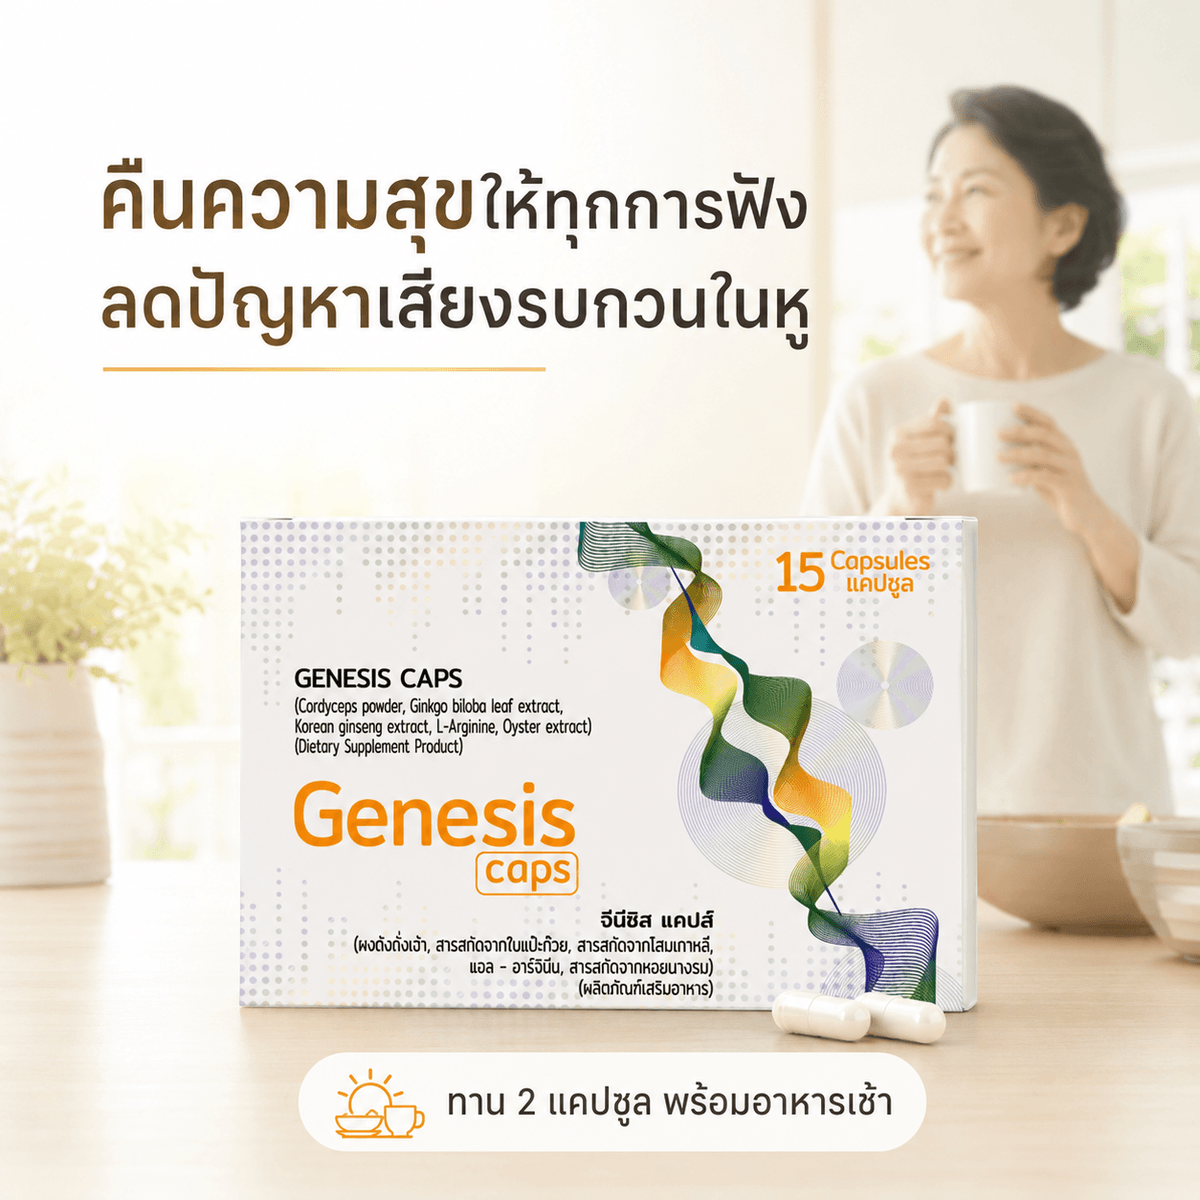 คืนความสุขให้ทุกการฟัง
ลดปัญหาเสียงรบกวนในหู
15 Capsules
แคปซูล
GENESIS CAPS
(Cordyceps powder, Ginkgo biloba leaf extract,
Korean ginseng extract, L-Arginine, Oyster extract)
(Dietary Supplement Product)
Genesis
caps
จีนีซิส แคปส์
(ผงตังถั่งเฉ้า, สารสกัดจากใบแป๊ะก๊วย, สารสกัดจากโสมเกาหลี,
แอล - อาร์จินีน, สารสกัดจากหอยนางรม)
(ผลิตภัณฑ์เสริมอาหาร)
ทาน 2 แคปซูล พร้อมอาหารเช้า